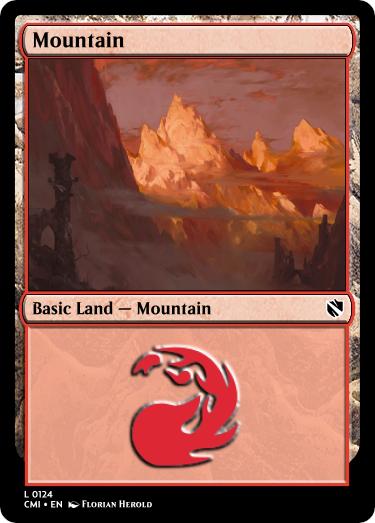 Mountain
Basic Land — Mountain
L 0124
CMI • EN Florian Herold